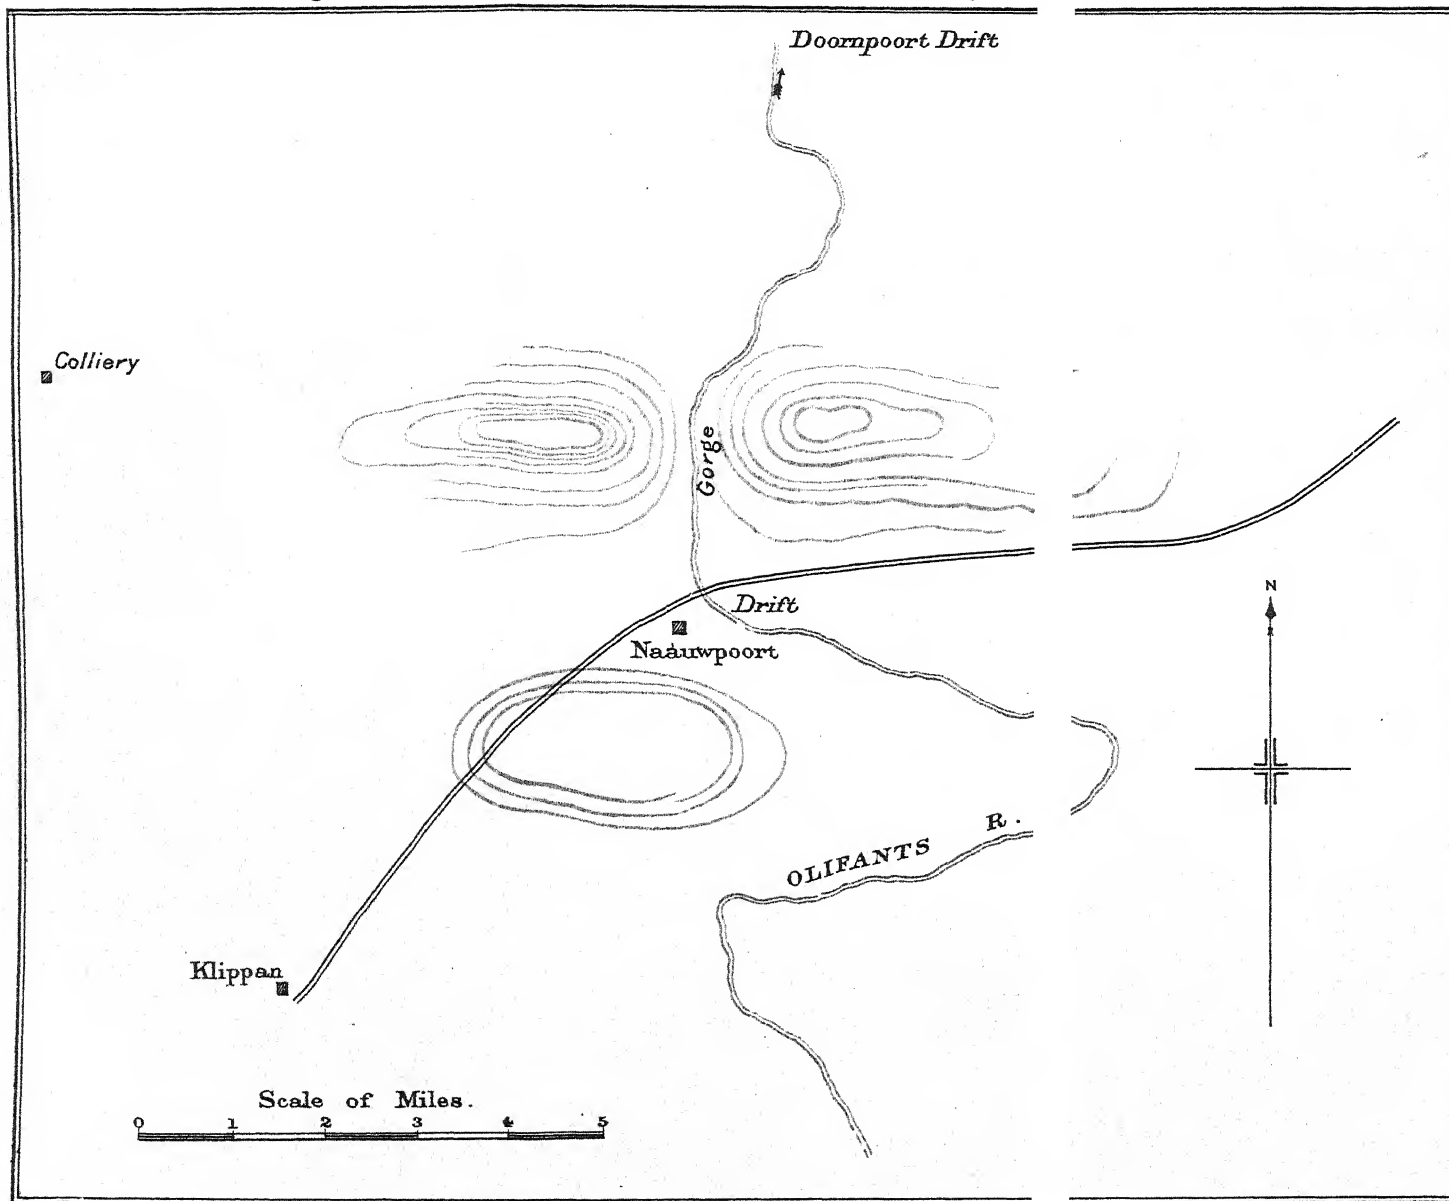 Doornpoort Drift
Colliery
Gorge
Drift
Naauwpoort
N
OLIFANTS R.
Klippan
Scale of Miles.
0 1 2 3 4 5